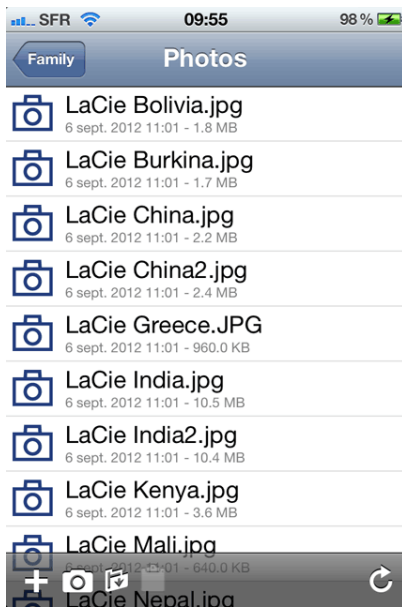 SFR 09:55 98 %
Family Photos
LaCie Bolivia.jpg
6 sept. 2012 11:01 - 1.8 MB
LaCie Burkina.jpg
6 sept. 2012 11:01 - 1.7 MB
LaCie China.jpg
6 sept. 2012 11:01 - 2.2 MB
LaCie China2.jpg
6 sept. 2012 11:01 - 2.4 MB
LaCie Greece.JPG
6 sept. 2012 11:01 - 960.0 KB
LaCie India.jpg
6 sept. 2012 11:01 - 10.5 MB
LaCie India2.jpg
6 sept. 2012 11:01 - 10.4 MB
LaCie Kenya.jpg
6 sept. 2012 11:01 - 3.6 MB
LaCie Mali.jpg
6 sept. 2012 11:01 - 640.0 KB
LaCie Nepal.jpg